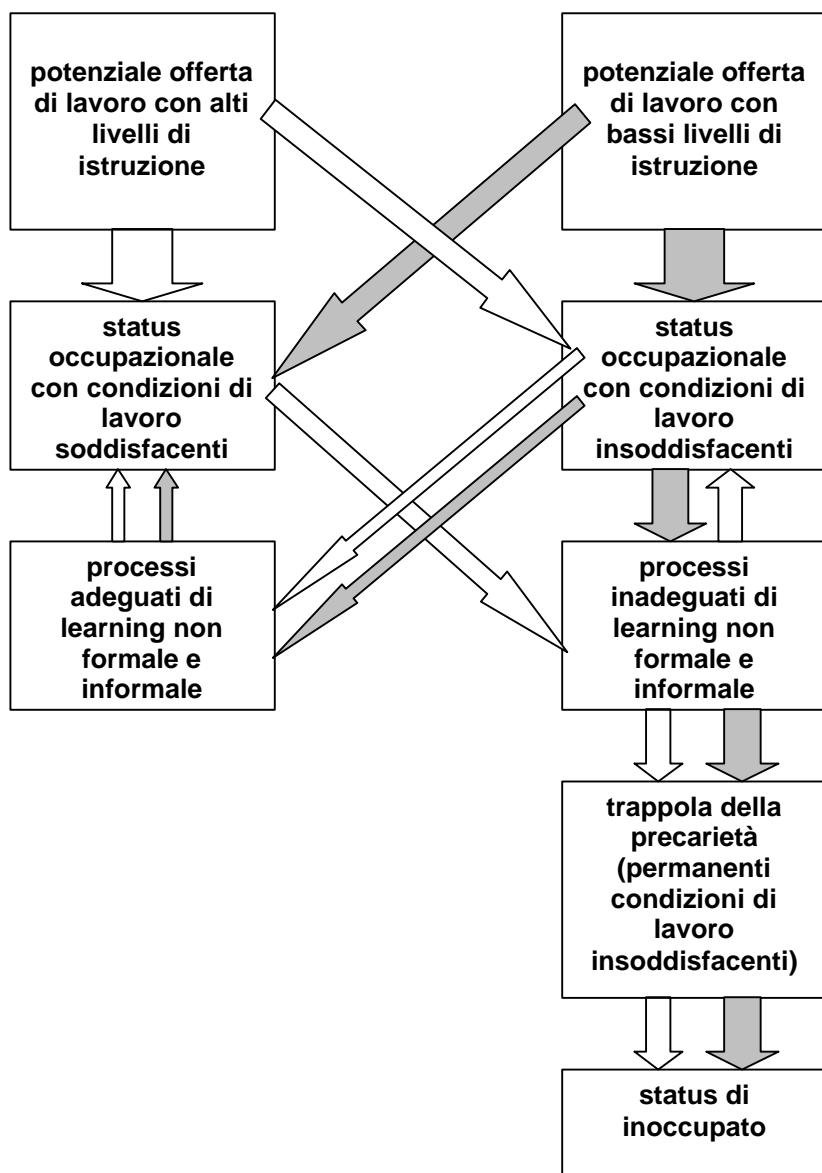 potenziale offerta
di lavoro con alti
livelli di
istruzione
potenziale offerta
di lavoro con
bassi livelli di
istruzione
status
occupazionale
con condizioni di
lavoro
soddisfacenti
status
occupazionale
con condizioni di
lavoro
insoddisfacenti
processi
adeguati di
learning non
formale e
informale
processi
inadeguati di
learning non
formale e
informale
trappola della
precarietà
(permanenti
condizioni di
lavoro
insoddisfacenti)
status di
inoccupato